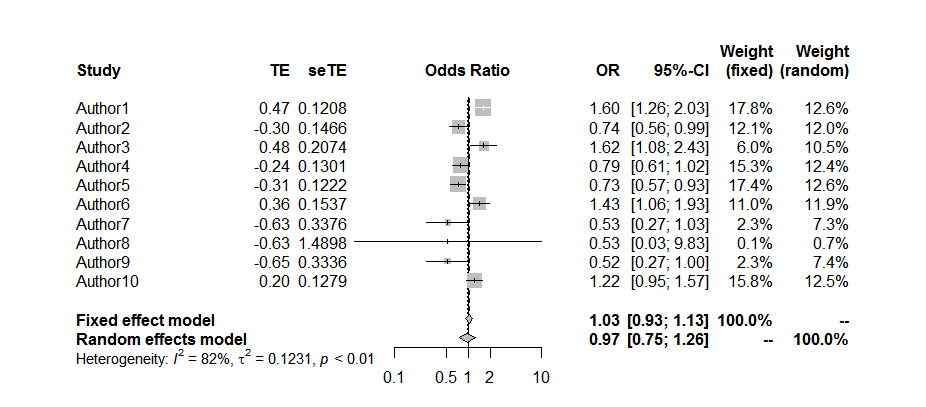 Weight Weight
Study TE seTE Odds Ratio OR 95%-CI (fixed) (random)
Author1 0.47 0.1208 1.60 [1.26; 2.03] 17.8% 12.6%
Author2 -0.30 0.1466 0.74 [0.56; 0.99] 12.1% 12.0%
Author3 0.48 0.2074 1.62 [1.08; 2.43] 6.0% 10.5%
Author4 -0.24 0.1301 0.79 [0.61; 1.02] 15.3% 12.4%
Author5 -0.31 0.1222 0.73 [0.57; 0.93] 17.4% 12.6%
Author6 0.36 0.1537 1.43 [1.06; 1.93] 11.0% 11.9%
Author7 -0.63 0.3376 0.53 [0.27; 1.03] 2.3% 7.3%
Author8 -0.63 1.4898 0.53 [0.03; 9.83] 0.1% 0.7%
Author9 -0.65 0.3336 0.52 [0.27; 1.00] 2.3% 7.4%
Author10 0.20 0.1279 1.22 [0.95; 1.57] 15.8% 12.5%
Fixed effect model 1.03 [0.93; 1.13] 100.0% --
Random effects model 0.97 [0.75; 1.26] -- 100.0%
Heterogeneity: I² = 82%, τ² = 0.1231, p < 0.01
0.1 0.5 1 2 10